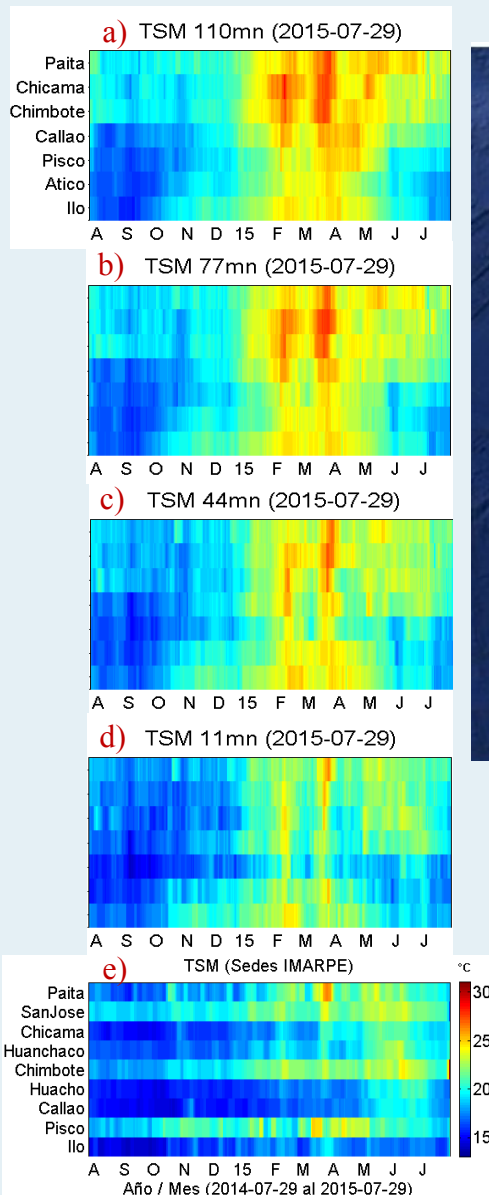 a) TSM 110mn (2015-07-29)
Paita
Chicama
Chimbote
Callao
Pisco
Atico
Ilo
A S O N D 15 F M A M J J
b) TSM 77mn (2015-07-29)
A S O N D 15 F M A M J J
c) TSM 44mn (2015-07-29)
A S O N D 15 F M A M J J
d) TSM 11mn (2015-07-29)
A S O N D 15 F M A M J J
e) TSM (Sedes IMARPE)
°C
Paita
SanJose
Chicama
Huanchaco
Chimbote
Huacho
Callao
Pisco
Ilo
30
25
20
15
A S O N D 15 F M A M J J
Año / Mes (2014-07-29 al 2015-07-29)